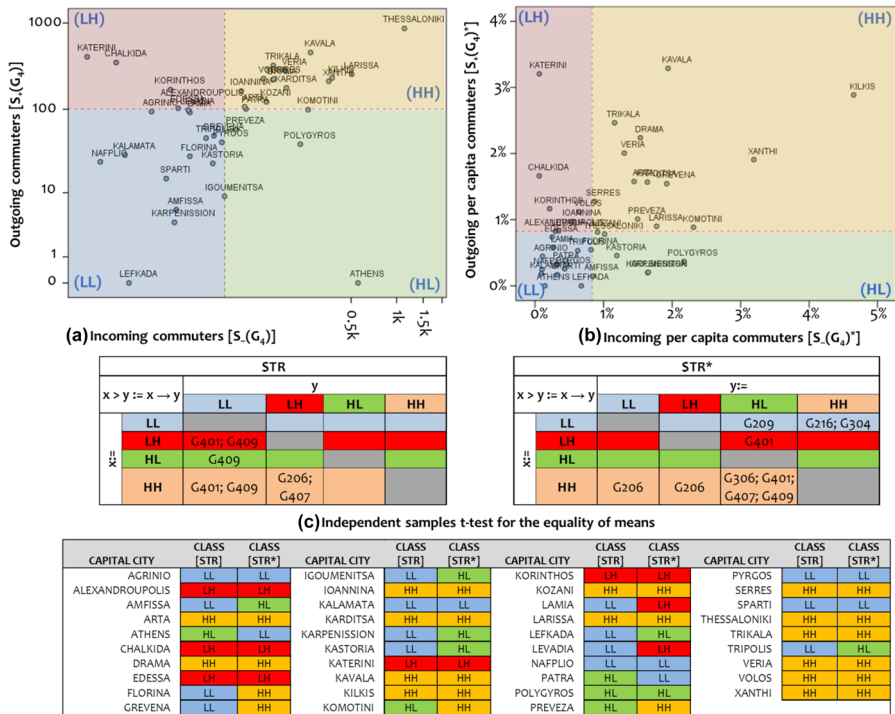 (LH)
(HH)
(LL)
(HL)
1000
100
10
1
0
0.5k
1k
1.5k
Outgoing commuters [S₊(G₄)]
THESSALONIKI
KATERINI
CHALKIDA
KAVALA
TRIKALA
VERIA
LARISSA
KILKIS
XANTHI
KARDITSA
KORINTHOS
IOANNINA
KOZANI
ALEXANDROUPOLIS
AGRINIO
EDESSA
LAMIA
ARTA
PATRA
KOMOTINI
PREVEZA
GREVENA
PYRGOS
POLYGYROS
NAFPLIO
KALAMATA
FLORINA
KASTORIA
SPARTI
IGOUMENITSA
AMFISSA
KARPENISSION
LEFKADA
ATHENS
(a) Incoming commuters [S₋(G₄)]
(LH)
(HH)
(LL)
(HL)
4%
3%
2%
1%
0%
0%
1%
2%
3%
4%
5%
Outgoing per capita commuters [S₊(G₄)*]
KATERINI
KAVALA
KILKIS
TRIKALA
DRAMA
VERIA
XANTHI
CHALKIDA
GREVENA
SERRES
KORINTHOS
VOLOS
IOANNINA
PREVEZA
LARISSA
KOMOTINI
THESSALONIKI
EDESSA
LAMIA
FLORINA
AGRINIO
PATRA
KASTORIA
POLYGYROS
AMFISSA
ATHENS
LEFKADA
(b) Incoming per capita commuters [S₋(G₄)*]
STR
x > y := x → y
y
LL
LH
HL
HH
x:=
LL
LH
G401; G409
HL
G409
HH
G401; G409
G206; G407
STR*
x > y := x → y
y:=
LL
LH
HL
HH
x:=
LL
G209
G216; G304
LH
G401
HL
HH
G206
G206
G306; G401; G407; G409
(c) Independent samples t-test for the equality of means
CAPITAL CITY CLASS [STR] CLASS [STR*] CAPITAL CITY CLASS [STR] CLASS [STR*] CAPITAL CITY CLASS [STR] CLASS [STR*] CAPITAL CITY CLASS [STR] CLASS [STR*]
AGRINIO LL LL IGOUMENITSA LL HL KORINTHOS LH LH PYRGOS LL LL
ALEXANDROUPOLIS LH LH IOANNINA HH HH KOZANI HH HH SERRES HH HH
AMFISSA LL HL KALAMATA LL LL LAMIA LL LH SPARTI LL LL
ARTA HH HH KARDITSA HH HH LARISSA HH HH THESSALONIKI HH HH
ATHENS HL LL KARPENISSION LL HL LEFKADA LL HL TRIKALA HH HH
CHALKIDA LH LH KASTORIA LL HL LEVADIA LL LH TRIPOLIS LL HL
DRAMA HH HH KATERINI LH LH NAFPLIO LL LL VERIA HH HH
EDESSA LH LH KAVALA HH HH PATRA HL LL VOLOS HH HH
FLORINA LL HH KILKIS HH HH POLYGYROS HL HL XANTHI HH HH
GREVENA LL HH KOMOTINI HL HH PREVEZA HL HH